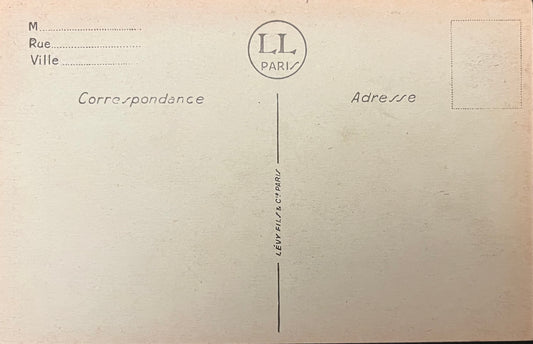 M..............................
Rue..........................
Ville....................
LL
PARIS
Correspondance
Adresse
LÉVY FILS & Cie PARIS